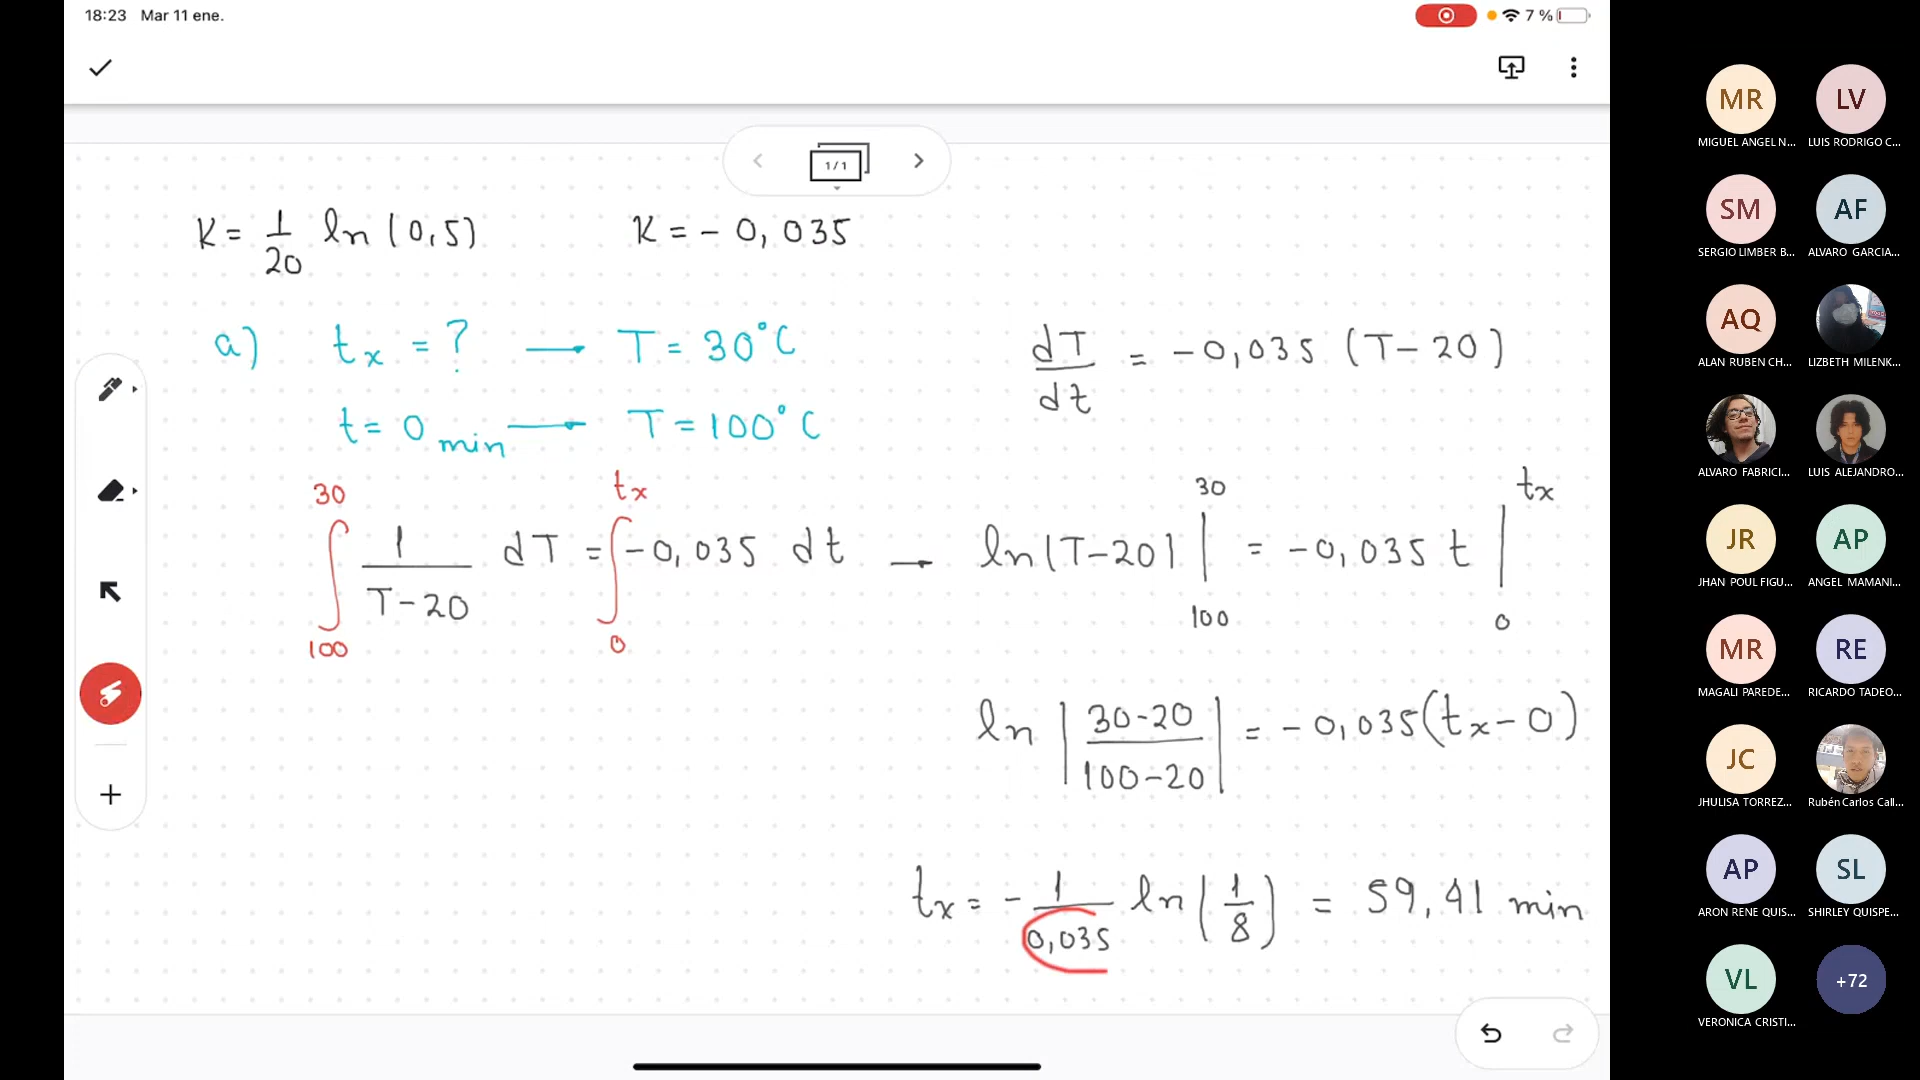 18:23 Mar 11 ene.
7 %
1/1
K = 1/20 ln (0,5)    K = - 0,035
a) tx = ? → T = 30°C    dT/dt = -0,035 (T-20)
t = 0 min → T = 100°C
∫ 30 100 1/(T-20) dT = ∫ tx 0 -0,035 dt → ln |T-20| | 30 100 = -0,035 t | tx 0
ln | (30-20)/(100-20) | = -0,035 (tx - 0)
tx = - 1/0,035 ln (1/8) = 59,41 min
MR LV
MIGUEL ANGEL N... LUIS RODRIGO C...
SM AF
SERGIO LIMBER B... ALVARO GARCIA...
AQ
ALAN RUBEN CH... LIZBETH MILENK...
ALVARO FABRICI... LUIS ALEJANDRO...
JR AP
JHAN POUL FIGU... ANGEL MAMANI...
MR RE
MAGALI PAREDE... RICARDO TADEO...
JC
JHULISA TORREZ... Rubén Carlos Call...
AP SL
ARON RENE QUIS... SHIRLEY QUISPE...
VL +72
VERONICA CRISTI...